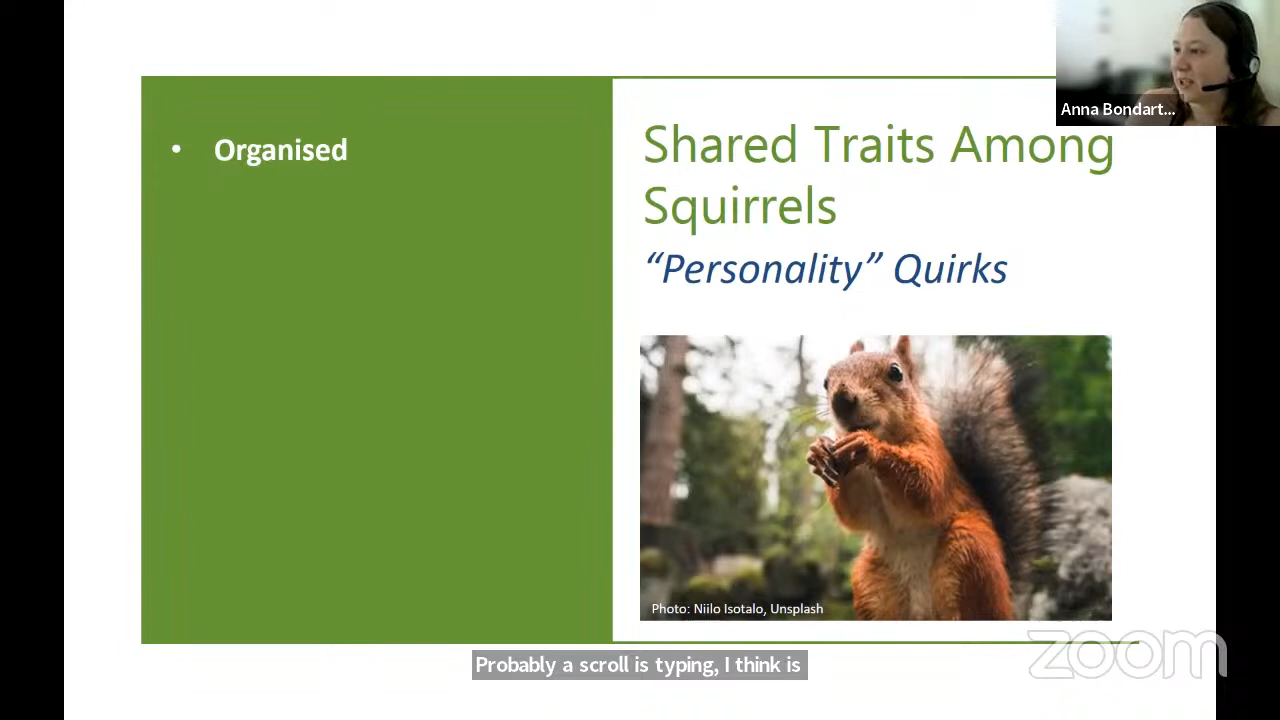 Anna Bondart...
• Organised
Shared Traits Among
Squirrels
“Personality” Quirks
Photo: Niilo Isotalo, Unsplash
zoom
Probably a scroll is typing, I think is